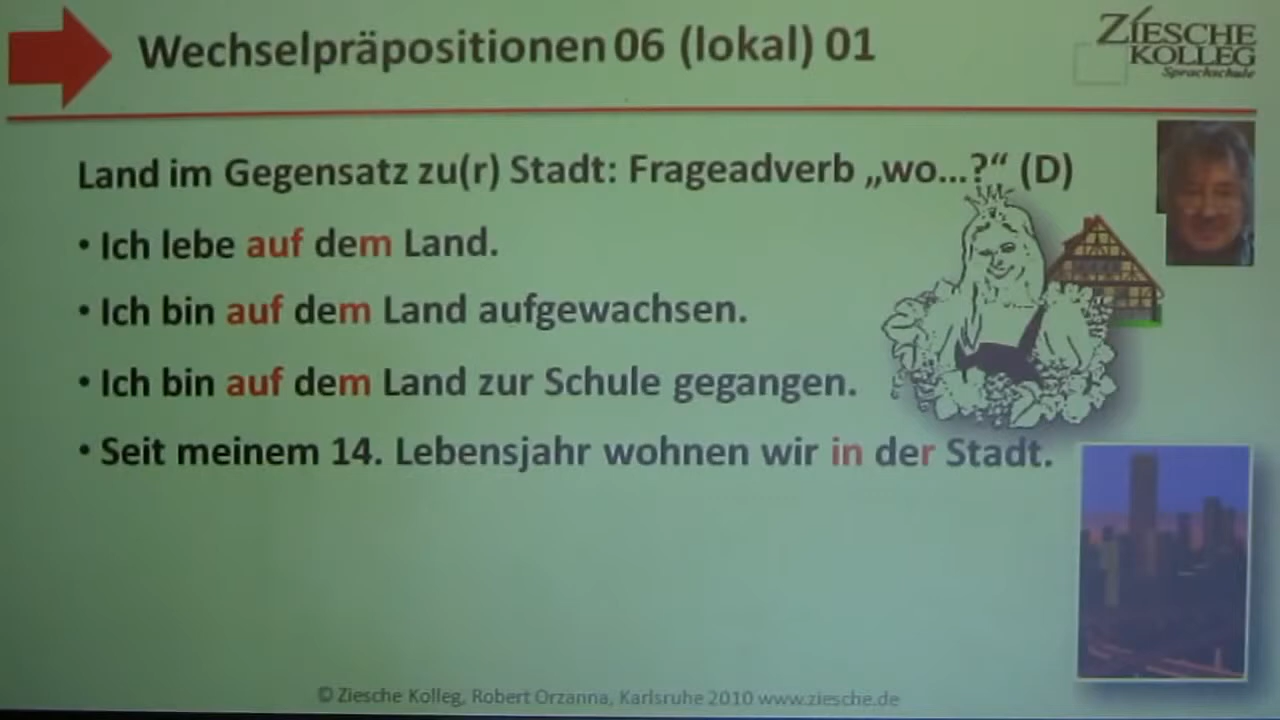 Wechselpräpositionen 06 (lokal) 01
ZIESCHE
KOLLEG
Sprachschule
Land im Gegensatz zu(r) Stadt: Frageadverb „wo...?“ (D)
• Ich lebe auf dem Land.
• Ich bin auf dem Land aufgewachsen.
• Ich bin auf dem Land zur Schule gegangen.
• Seit meinem 14. Lebensjahr wohnen wir in der Stadt.
© Ziesche Kolleg, Robert Orzanna, Karlsruhe 2010 www.ziesche.de